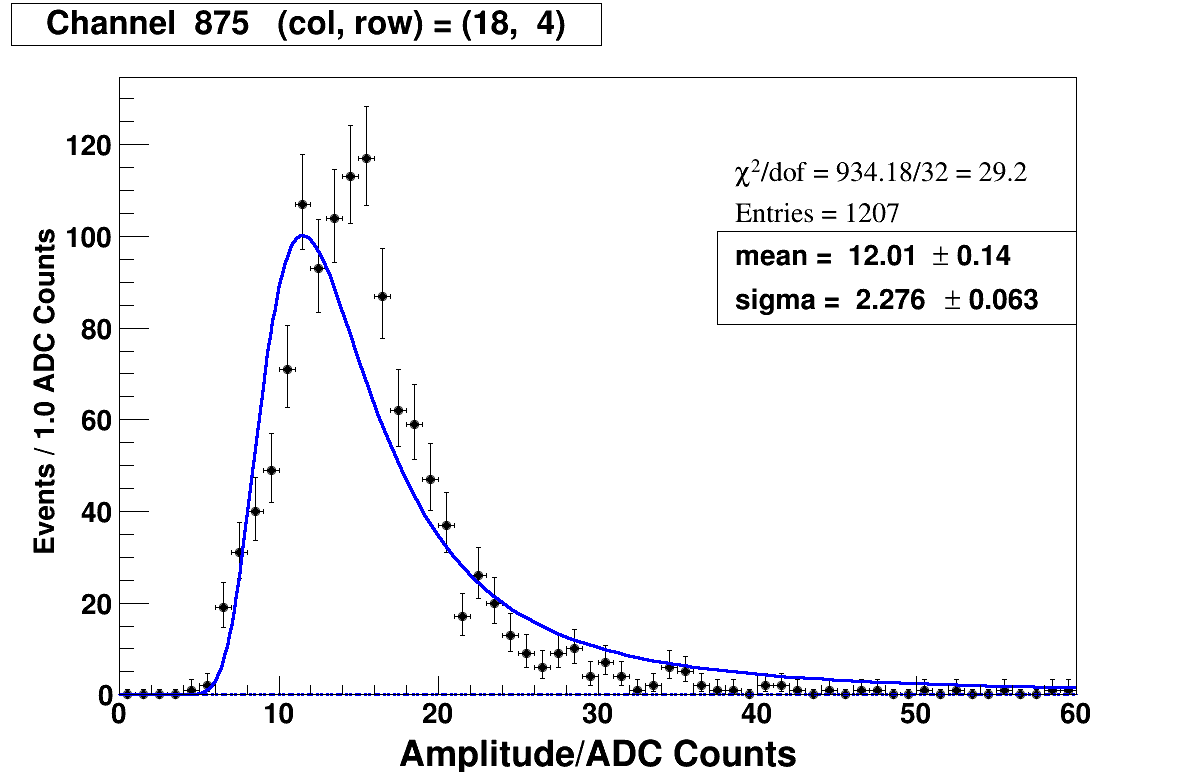 Channel 875 (col, row) = (18, 4)
χ²/dof = 934.18/32 = 29.2
Entries = 1207
mean = 12.01 ± 0.14
sigma = 2.276 ± 0.063
Events / 1.0 ADC Counts
120
100
80
60
40
20
0
0 10 20 30 40 50 60
Amplitude/ADC Counts